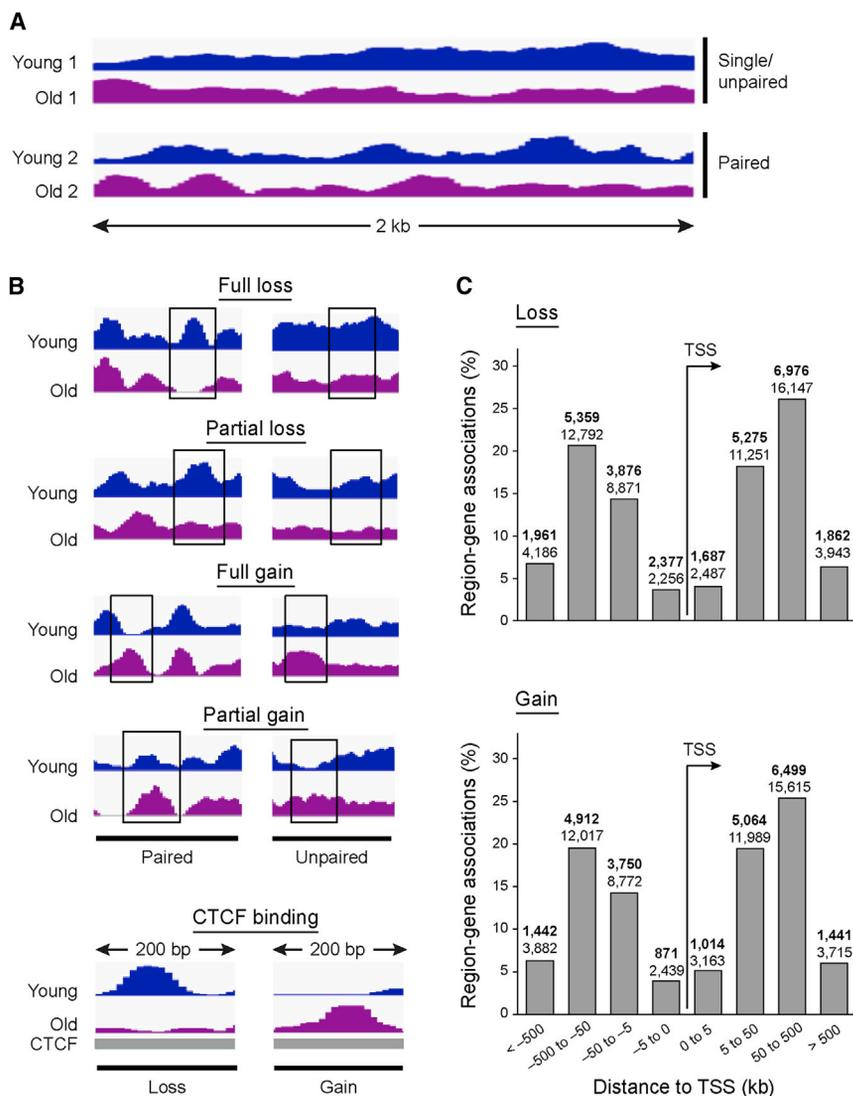 A
Young 1
Single/
unpaired
Old 1
Young 2
Paired
Old 2
2 kb
B
Full loss
Young
Old
Partial loss
Young
Old
Full gain
Young
Old
Partial gain
Young
Old
Paired
Unpaired
CTCF binding
200 bp
200 bp
Young
Old
CTCF
Loss
Gain
C
Loss
Region-gene associations (%)
30
25
20
15
10
5
0
TSS
1,961
4,186
5,359
12,792
3,876
8,871
2,377
2,256
1,687
2,487
5,275
11,251
6,976
16,147
1,862
3,943
Gain
Region-gene associations (%)
30
25
20
15
10
5
0
TSS
1,442
3,882
4,912
12,017
3,750
8,772
871
2,439
1,014
3,163
5,064
11,989
6,499
15,615
1,441
3,715
< –500
–500 to –50
–50 to –5
–5 to 0
0 to 5
5 to 50
50 to 500
> 500
Distance to TSS (kb)